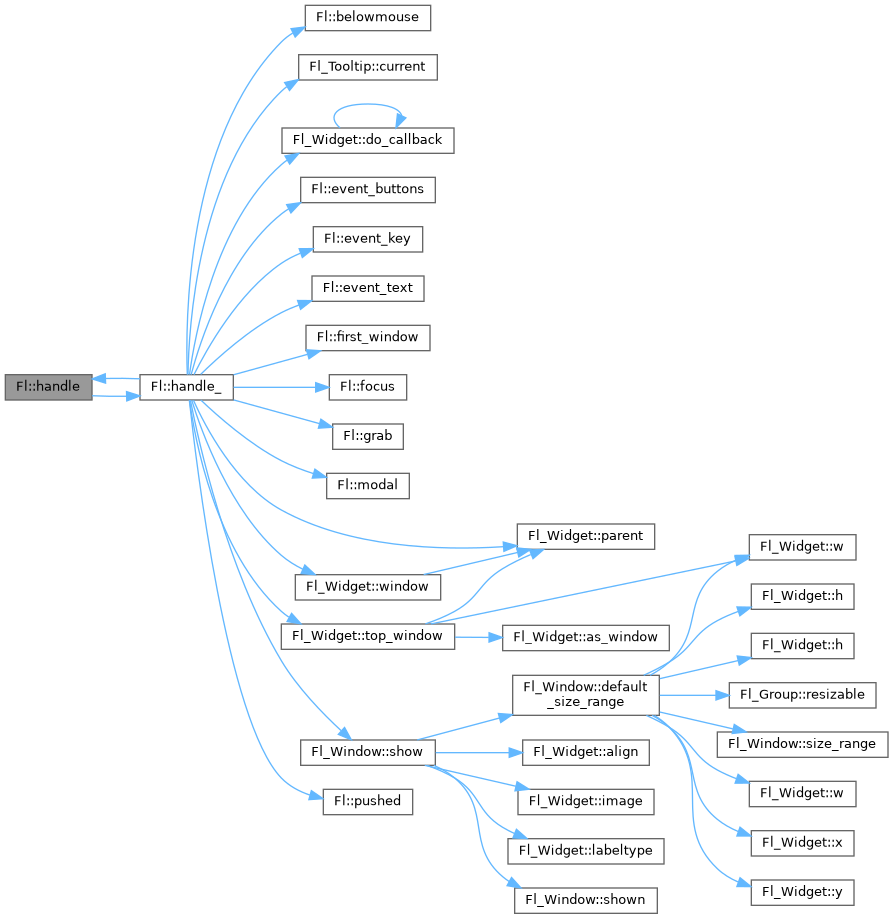 Fl::belowmouse
Fl_Tooltip::current
Fl_Widget::do_callback
Fl::event_buttons
Fl::event_key
Fl::event_text
Fl::first_window
Fl::handle
Fl::handle_
Fl::focus
Fl::grab
Fl::modal
Fl_Widget::parent
Fl_Widget::w
Fl_Widget::window
Fl_Widget::h
Fl_Widget::top_window
Fl_Widget::as_window
Fl_Widget::h
Fl_Window::default
_size_range
Fl_Group::resizable
Fl_Window::show
Fl_Widget::align
Fl_Window::size_range
Fl::pushed
Fl_Widget::image
Fl_Widget::w
Fl_Widget::labeltype
Fl_Widget::x
Fl_Window::shown
Fl_Widget::y